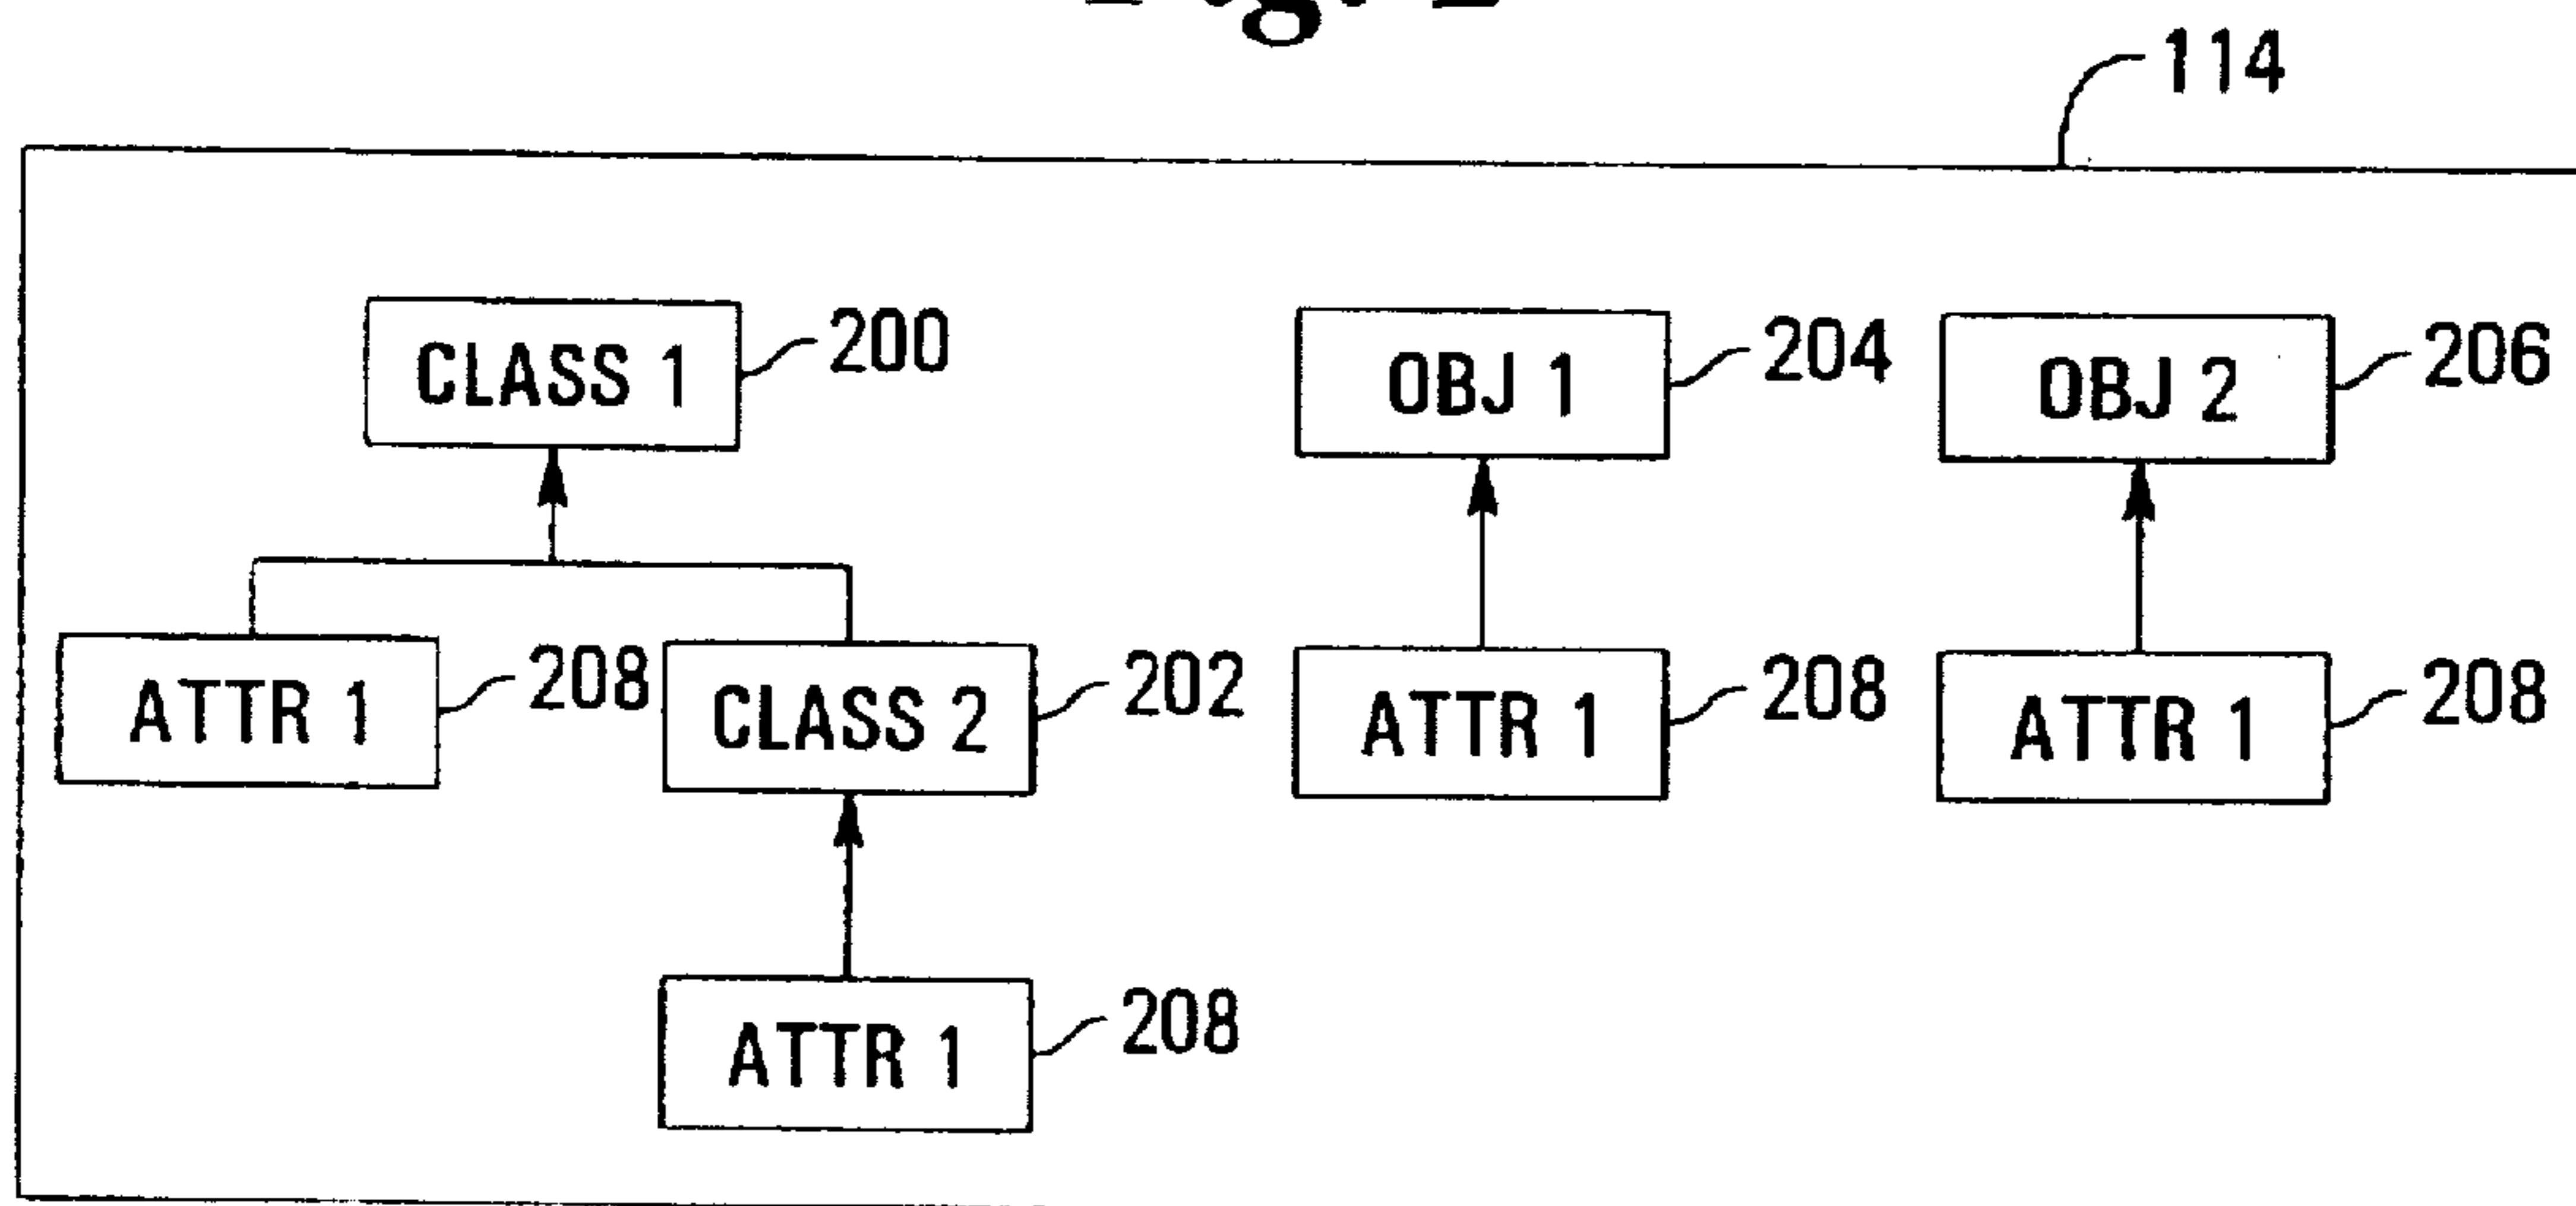 114
CLASS 1
200
OBJ 1
204
OBJ 2
206
ATTR 1
208
CLASS 2
202
ATTR 1
208
ATTR 1
208
ATTR 1
208